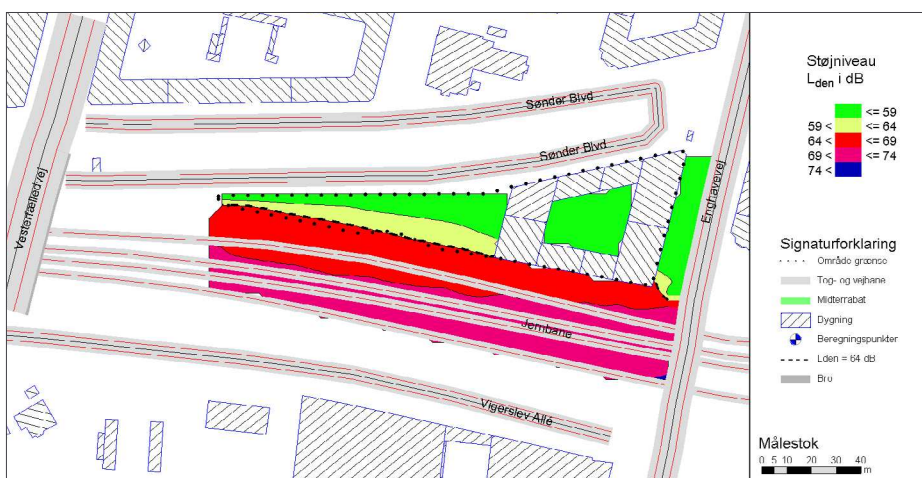 Sønder Blvd
Sønder Blvd
Vesterfælledvej
Enghavevej
Jernbane
Vigerslev Allé
Støjniveau
Lden i dB
<= 59
59 < <= 64
64 < <= 69
69 < <= 74
74 <
Signaturforklaring
Område grænse
Tog- og vejbane
Midterrabat
Bygning
Beregningspunkter
Lden = 64 dB
Bro
Målestok
0 5 10 20 30 40
m